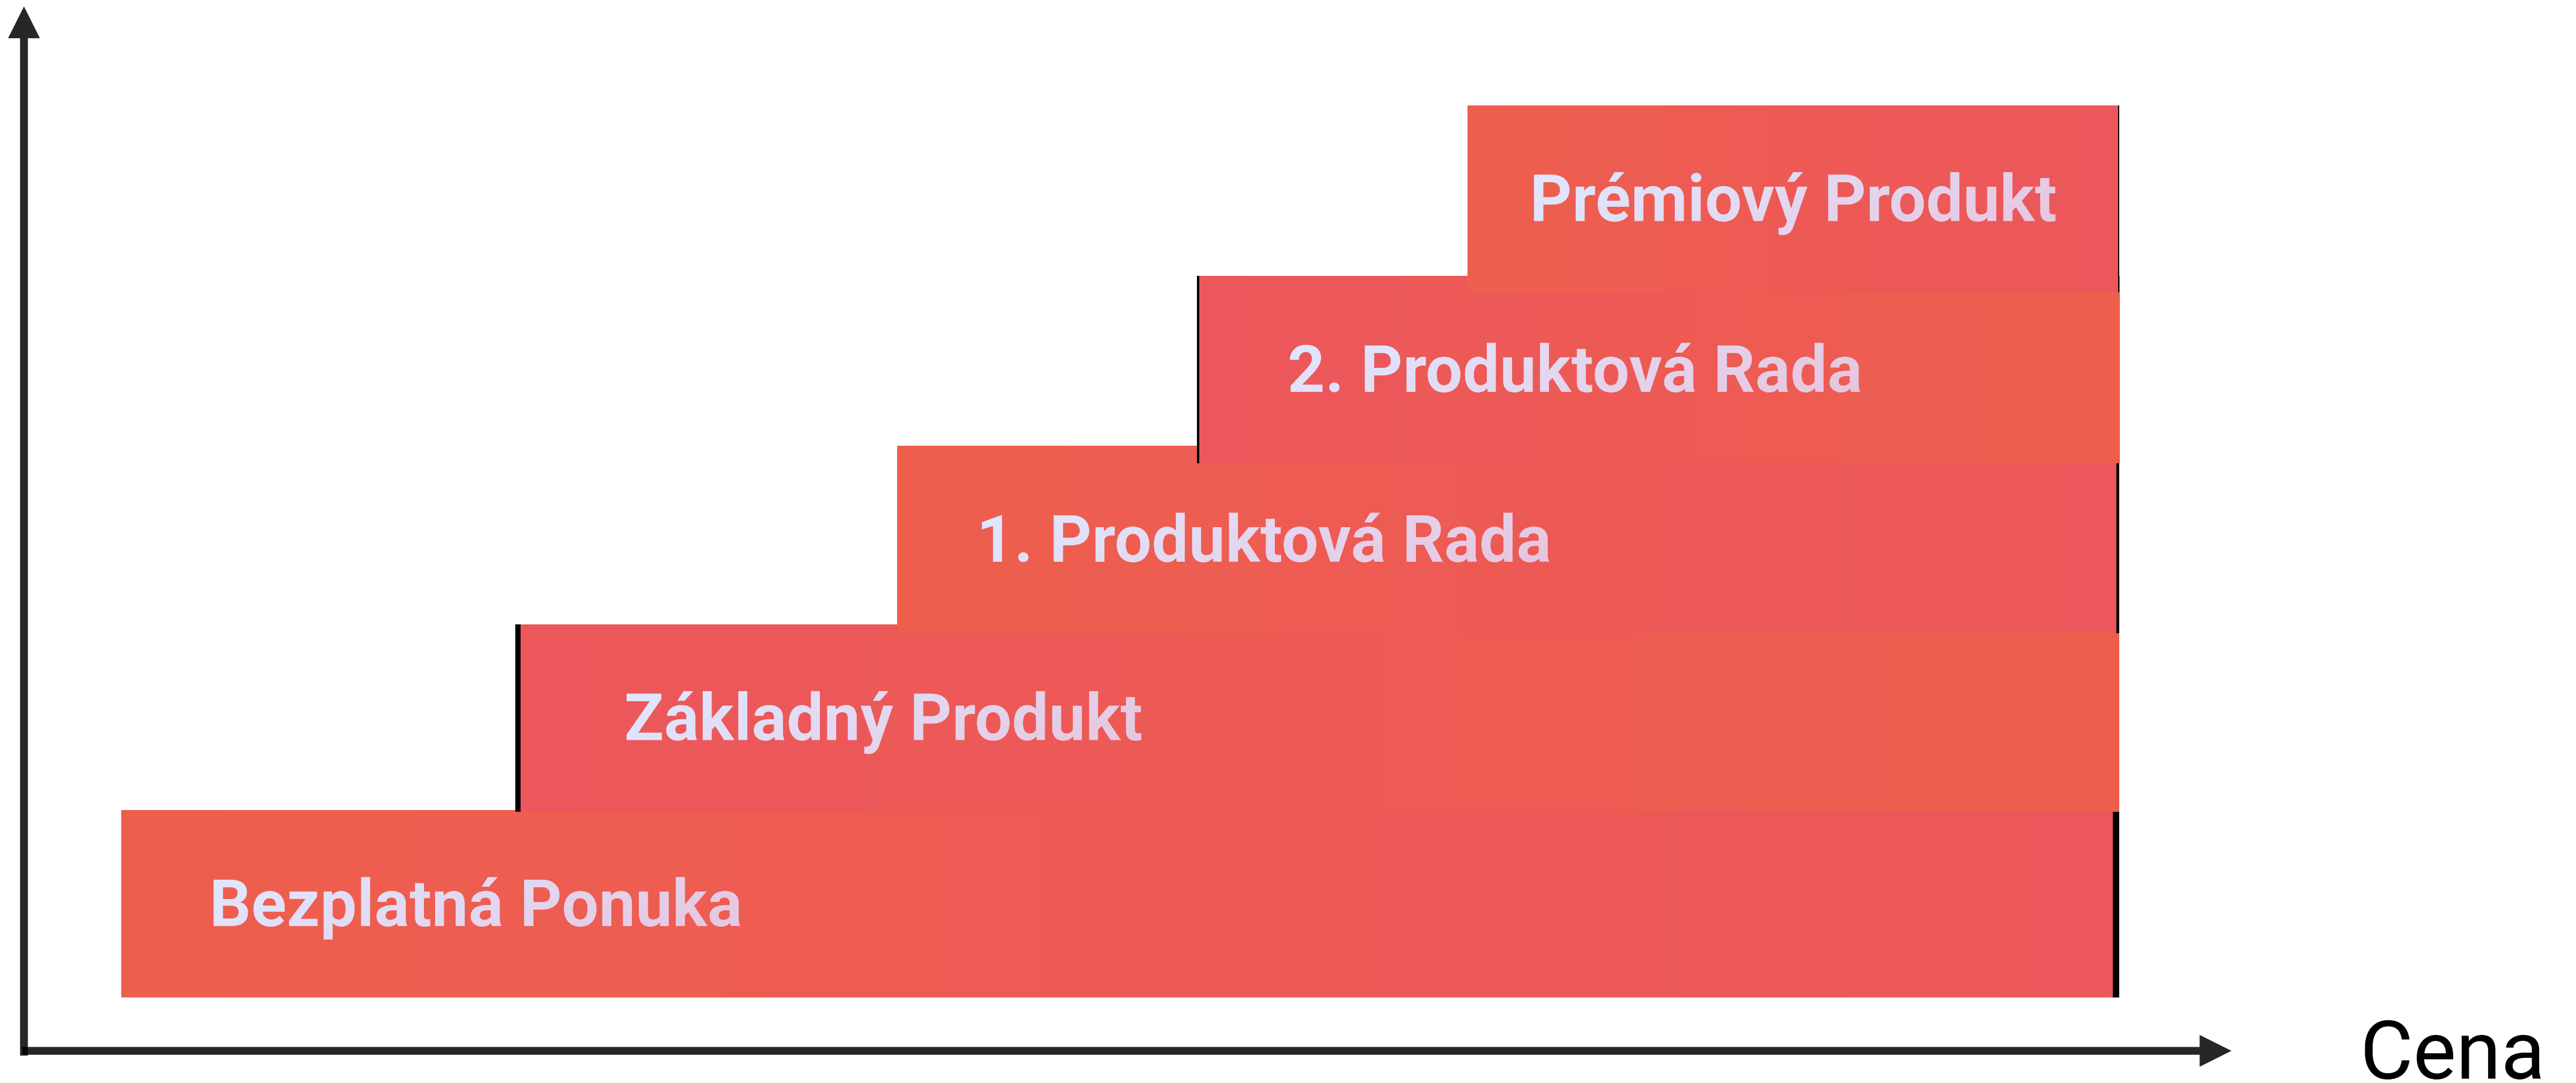 Prémiový Produkt
2. Produktová Rada
1. Produktová Rada
Základný Produkt
Bezplatná Ponuka
Cena